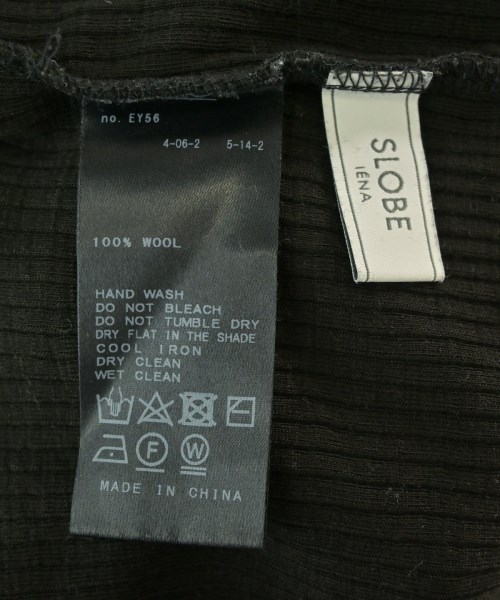 no. EY56
4-06-2 5-14-2
100% WOOL
HAND WASH
DO NOT BLEACH
DO NOT TUMBLE DRY
DRY FLAT IN THE SHADE
COOL IRON
DRY CLEAN
WET CLEAN
F W
MADE IN CHINA
SLOBE
IÉNA